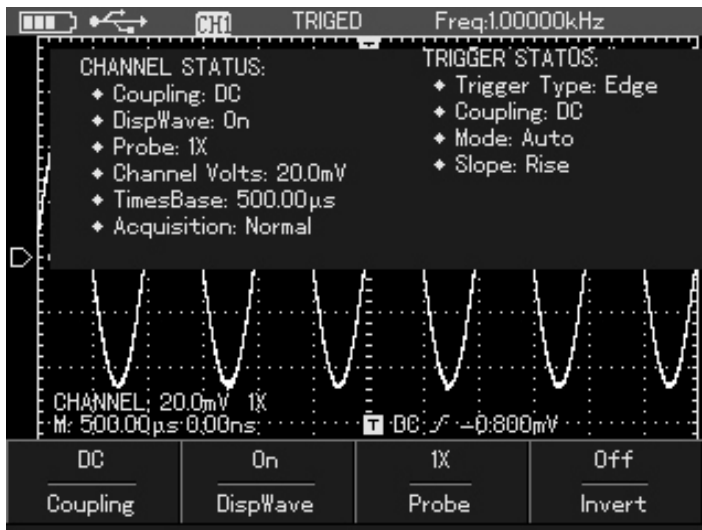 CH1 TRIGED Freq:1.00000kHz
CHANNEL STATUS:
Coupling: DC
DispWave: On
Probe: 1X
Channel Volts: 20.0mV
TimesBase: 500.00μs
Acquisition: Normal
TRIGGER STATUS:
Trigger Type: Edge
Coupling: DC
Mode: Auto
Slope: Rise
CHANNEL: 20.0mV 1X
M: 500.00μs 0.00ns T DC -0.800mV
DC On 1X Off
Coupling DispWave Probe Invert